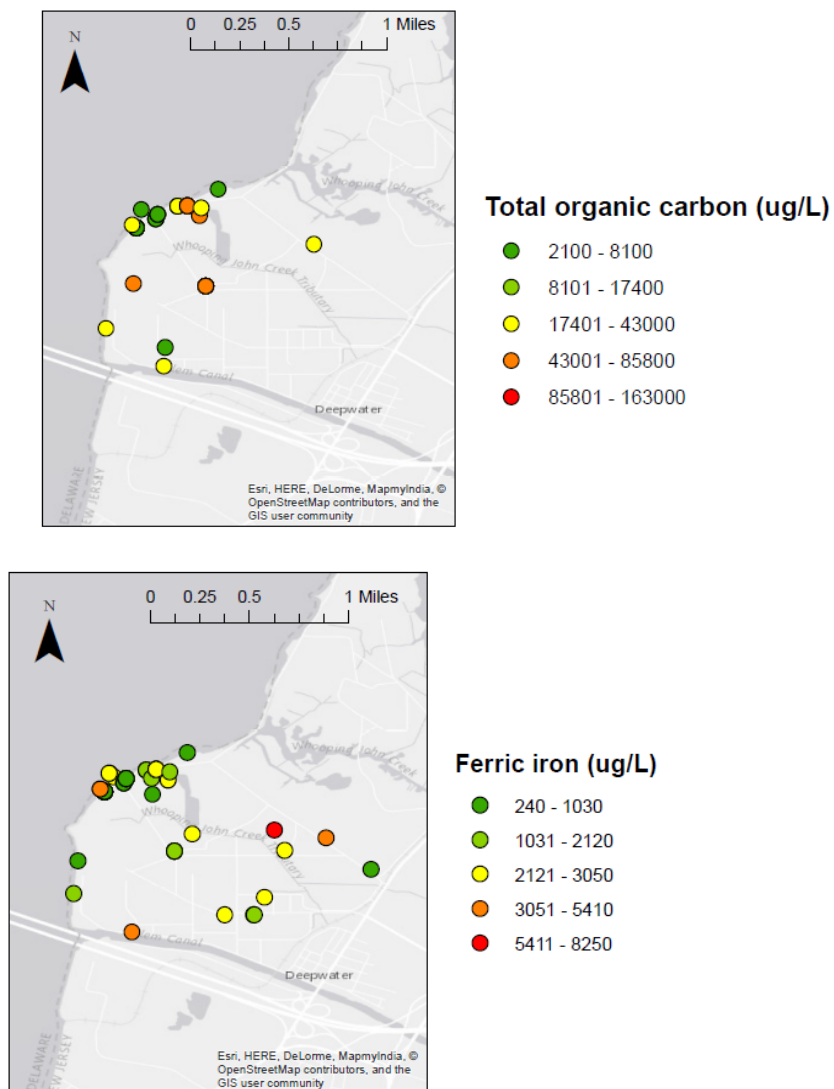 0 0.25 0.5 1 Miles
N
Whooping John Creek
Whooping John Creek Tributary
em Canal
Deepwater
DELAWARE
EW JERSEY
Esri, HERE, DeLorme, MapmyIndia, ©
OpenStreetMap contributors, and the
GIS user community
Total organic carbon (ug/L)
2100 - 8100
8101 - 17400
17401 - 43000
43001 - 85800
85801 - 163000
0 0.25 0.5 1 Miles
N
Whooping John Creek
Whooping John Creek Tributary
em Canal
Deepwater
DELAWARE
EW JERSEY
Esri, HERE, DeLorme, MapmyIndia, ©
OpenStreetMap contributors, and the
GIS user community
Ferric iron (ug/L)
240 - 1030
1031 - 2120
2121 - 3050
3051 - 5410
5411 - 8250